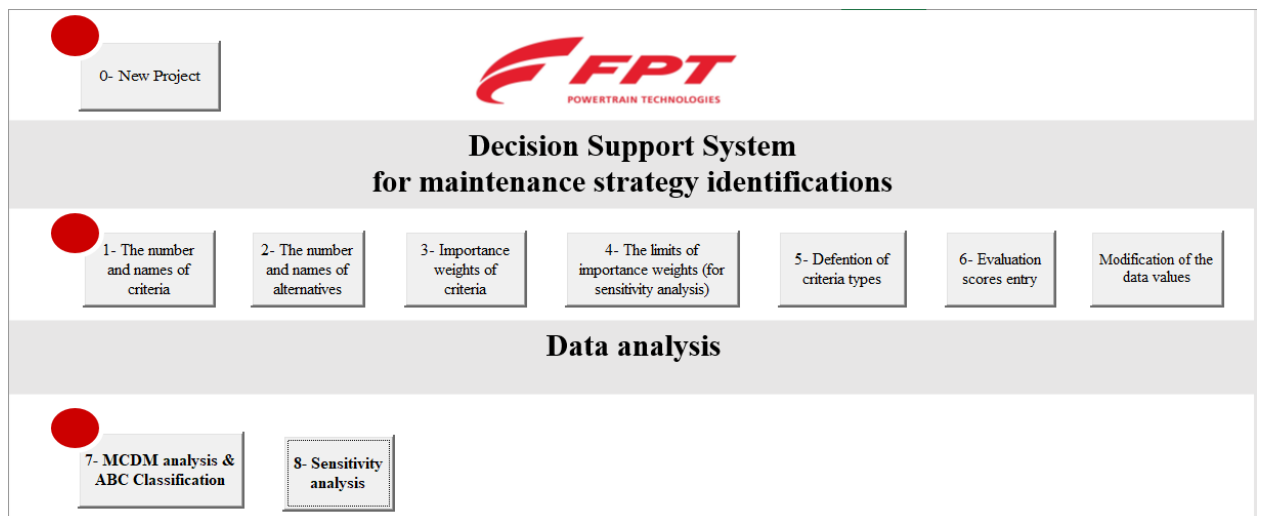 0- New Project
FPT
POWERTRAIN TECHNOLOGIES
Decision Support System
for maintenance strategy identifications
1- The number
and names of
criteria
2- The number
and names of
alternatives
3- Importance
weights of
criteria
4- The limits of
importance weights (for
sensitivity analysis)
5- Defention of
criteria types
6- Evaluation
scores entry
Modification of the
data values
Data analysis
7- MCDM analysis &
ABC Classification
8- Sensitivity
analysis